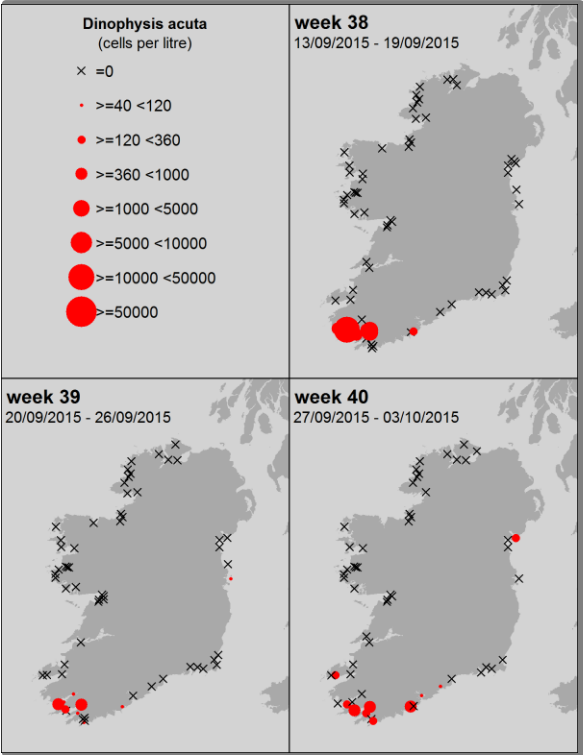 Dinophysis acuta
(cells per litre)
=0
>=40 <120
>=120 <360
>=360 <1000
>=1000 <5000
>=5000 <10000
>=10000 <50000
>=50000
week 38
13/09/2015 - 19/09/2015
week 39
20/09/2015 - 26/09/2015
week 40
27/09/2015 - 03/10/2015